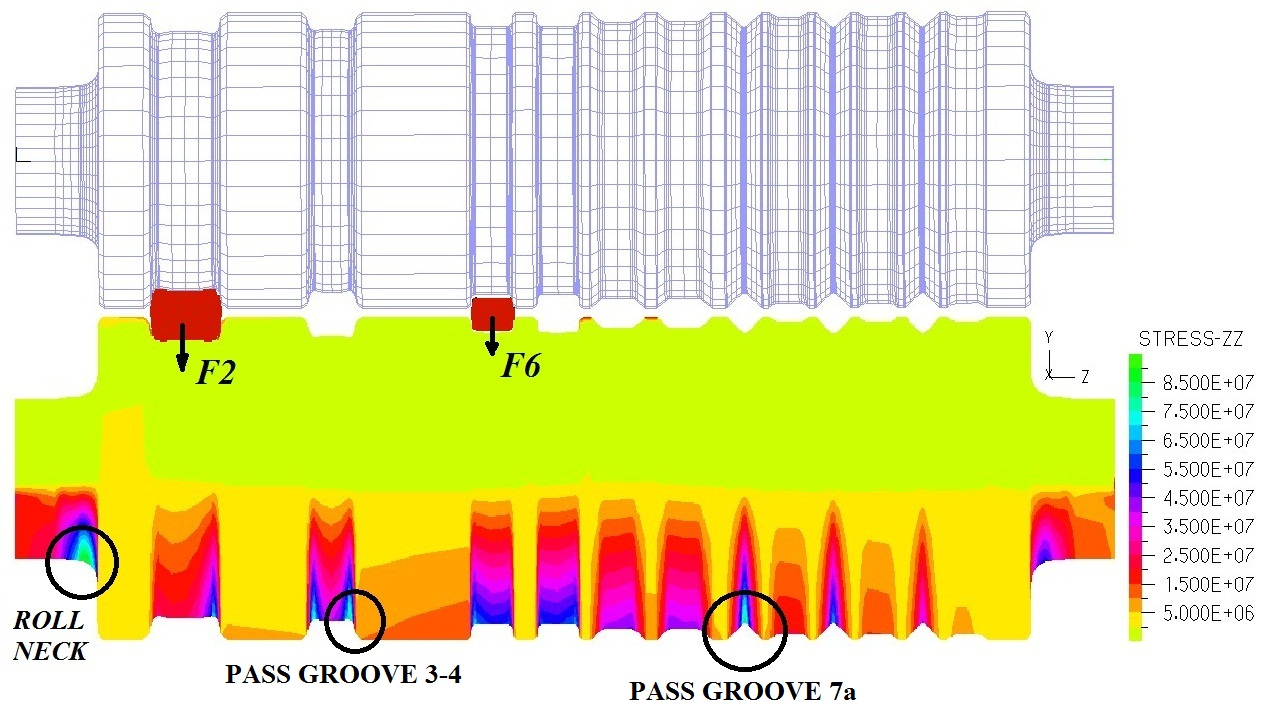 F2
F6
STRESS-ZZ
Y
X Z
8.500E+07
7.500E+07
6.500E+07
5.500E+07
4.500E+07
3.500E+07
2.500E+07
1.500E+07
5.000E+06
ROLL
NECK
PASS GROOVE 3-4
PASS GROOVE 7a